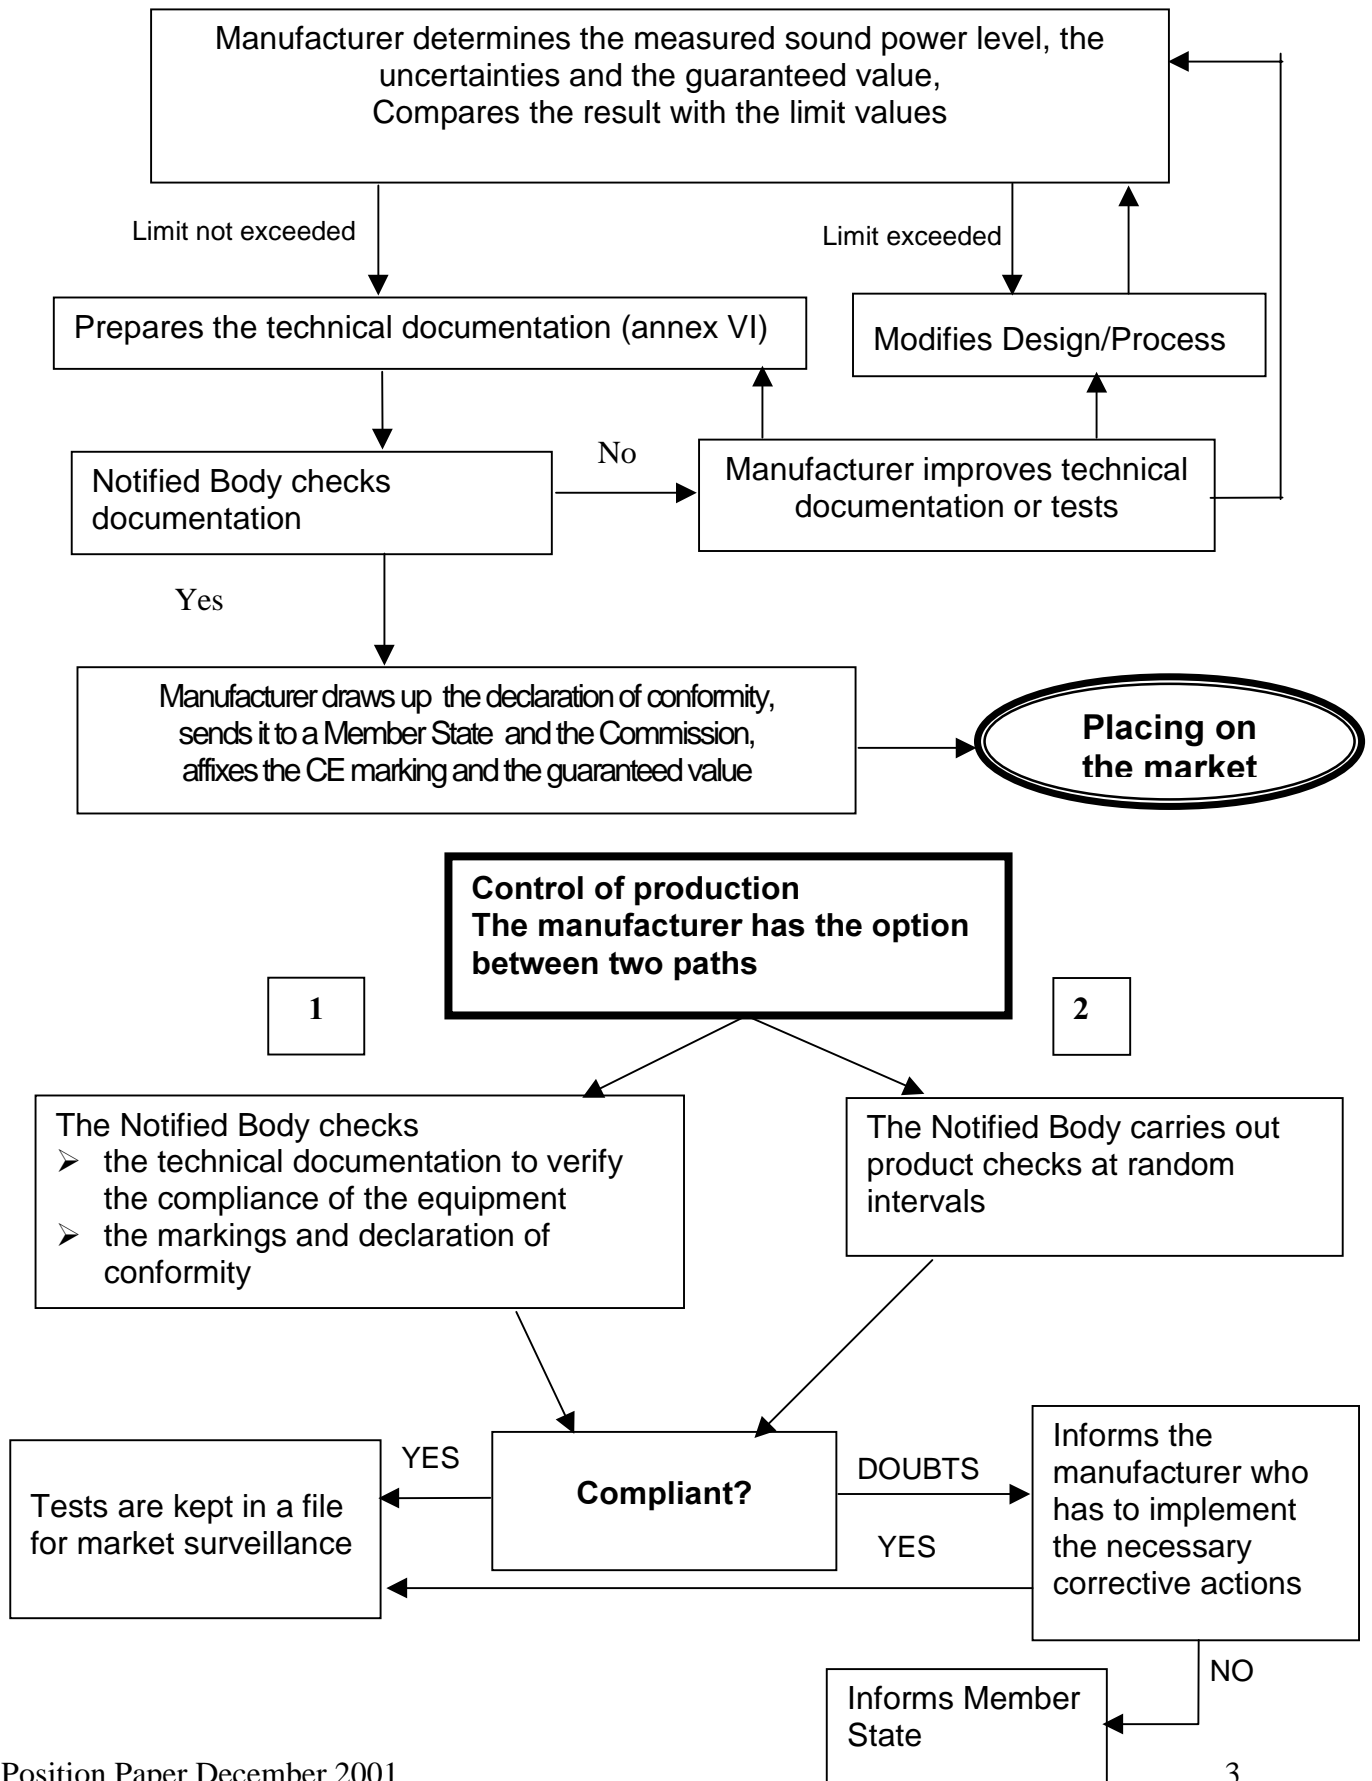 Manufacturer determines the measured sound power level, the
uncertainties and the guaranteed value,
Compares the result with the limit values
Limit not exceeded
Limit exceeded
Prepares the technical documentation (annex VI)
Modifies Design/Process
Notified Body checks
documentation
No
Manufacturer improves technical
documentation or tests
Yes
Manufacturer draws up the declaration of conformity,
sends it to a Member State and the Commission,
affixes the CE marking and the guaranteed value
Placing on
the market
Control of production
The manufacturer has the option
between two paths
1
2
The Notified Body checks
➢ the technical documentation to verify
the compliance of the equipment
➢ the markings and declaration of
conformity
The Notified Body carries out
product checks at random
intervals
Tests are kept in a file
for market surveillance
YES
Compliant?
DOUBTS
YES
Informs the
manufacturer who
has to implement
the necessary
corrective actions
NO
Informs Member
State
Position Paper December 2001
3